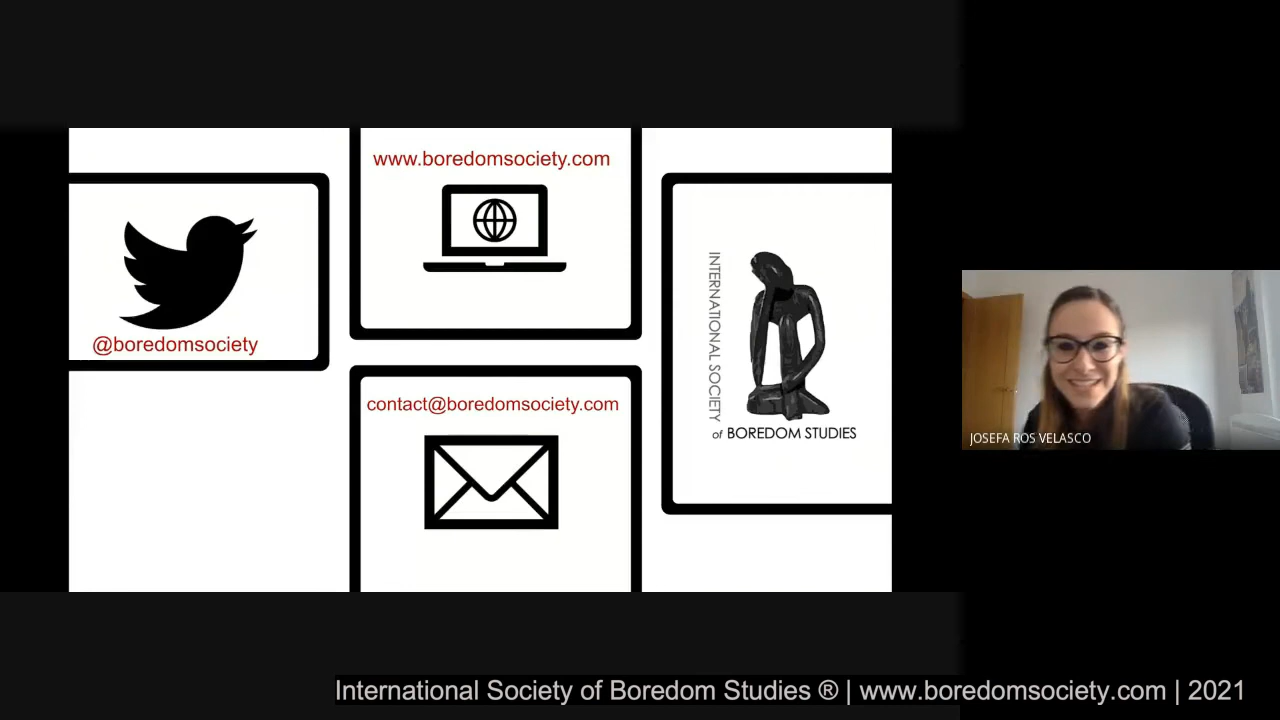 www.boredomsociety.com
@boredomsociety
contact@boredomsociety.com
INTERNATIONAL SOCIETY
of BOREDOM STUDIES
JOSEFA ROS VELASCO
International Society of Boredom Studies ® | www.boredomsociety.com | 2021